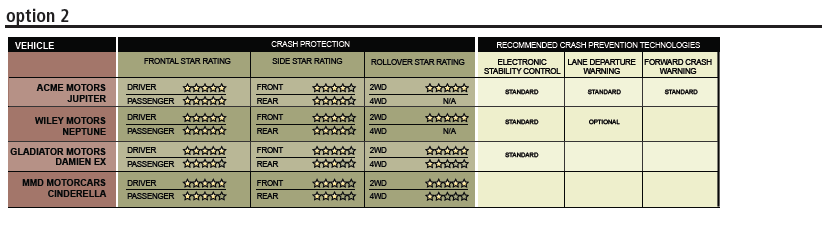 option 2
VEHICLE CRASH PROTECTION RECOMMENDED CRASH PREVENTION TECHNOLOGIES
FRONTAL STAR RATING SIDE STAR RATING ROLLOVER STAR RATING ELECTRONIC STABILITY CONTROL LANE DEPARTURE WARNING FORWARD CRASH WARNING
ACME MOTORS DRIVER FRONT 2WD STANDARD STANDARD STANDARD
JUPITER PASSENGER REAR 4WD N/A
WILEY MOTORS DRIVER FRONT 2WD STANDARD OPTIONAL
NEPTUNE PASSENGER REAR 4WD N/A
GLADIATOR MOTORS DRIVER FRONT 2WD STANDARD
DAMIEN EX PASSENGER REAR 4WD
MMD MOTORCARS DRIVER FRONT 2WD
CINDERELLA PASSENGER REAR 4WD